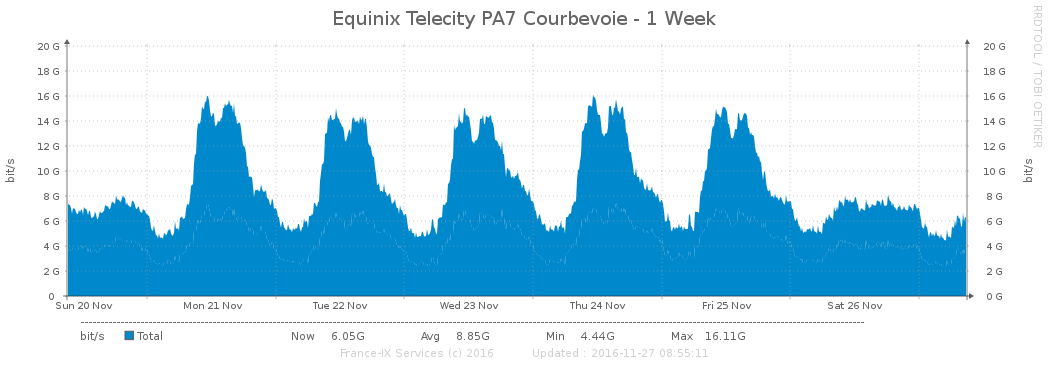 Equinix Telecity PA7 Courbevoie - 1 Week
RRDTOOL / TOBI OETIKER
bit/s
20 G 20 G
18 G 18 G
16 G 16 G
14 G 14 G
12 G 12 G
10 G 10 G
8 G 8 G
6 G 6 G
4 G 4 G
2 G 2 G
0 0 G
bit/s
Sun 20 Nov Mon 21 Nov Tue 22 Nov Wed 23 Nov Thu 24 Nov Fri 25 Nov Sat 26 Nov
bit/s Total Now 6.05G Avg 8.85G Min 4.44G Max 16.11G
France-IX Services (c) 2016 Updated : 2016-11-27 08:55:11